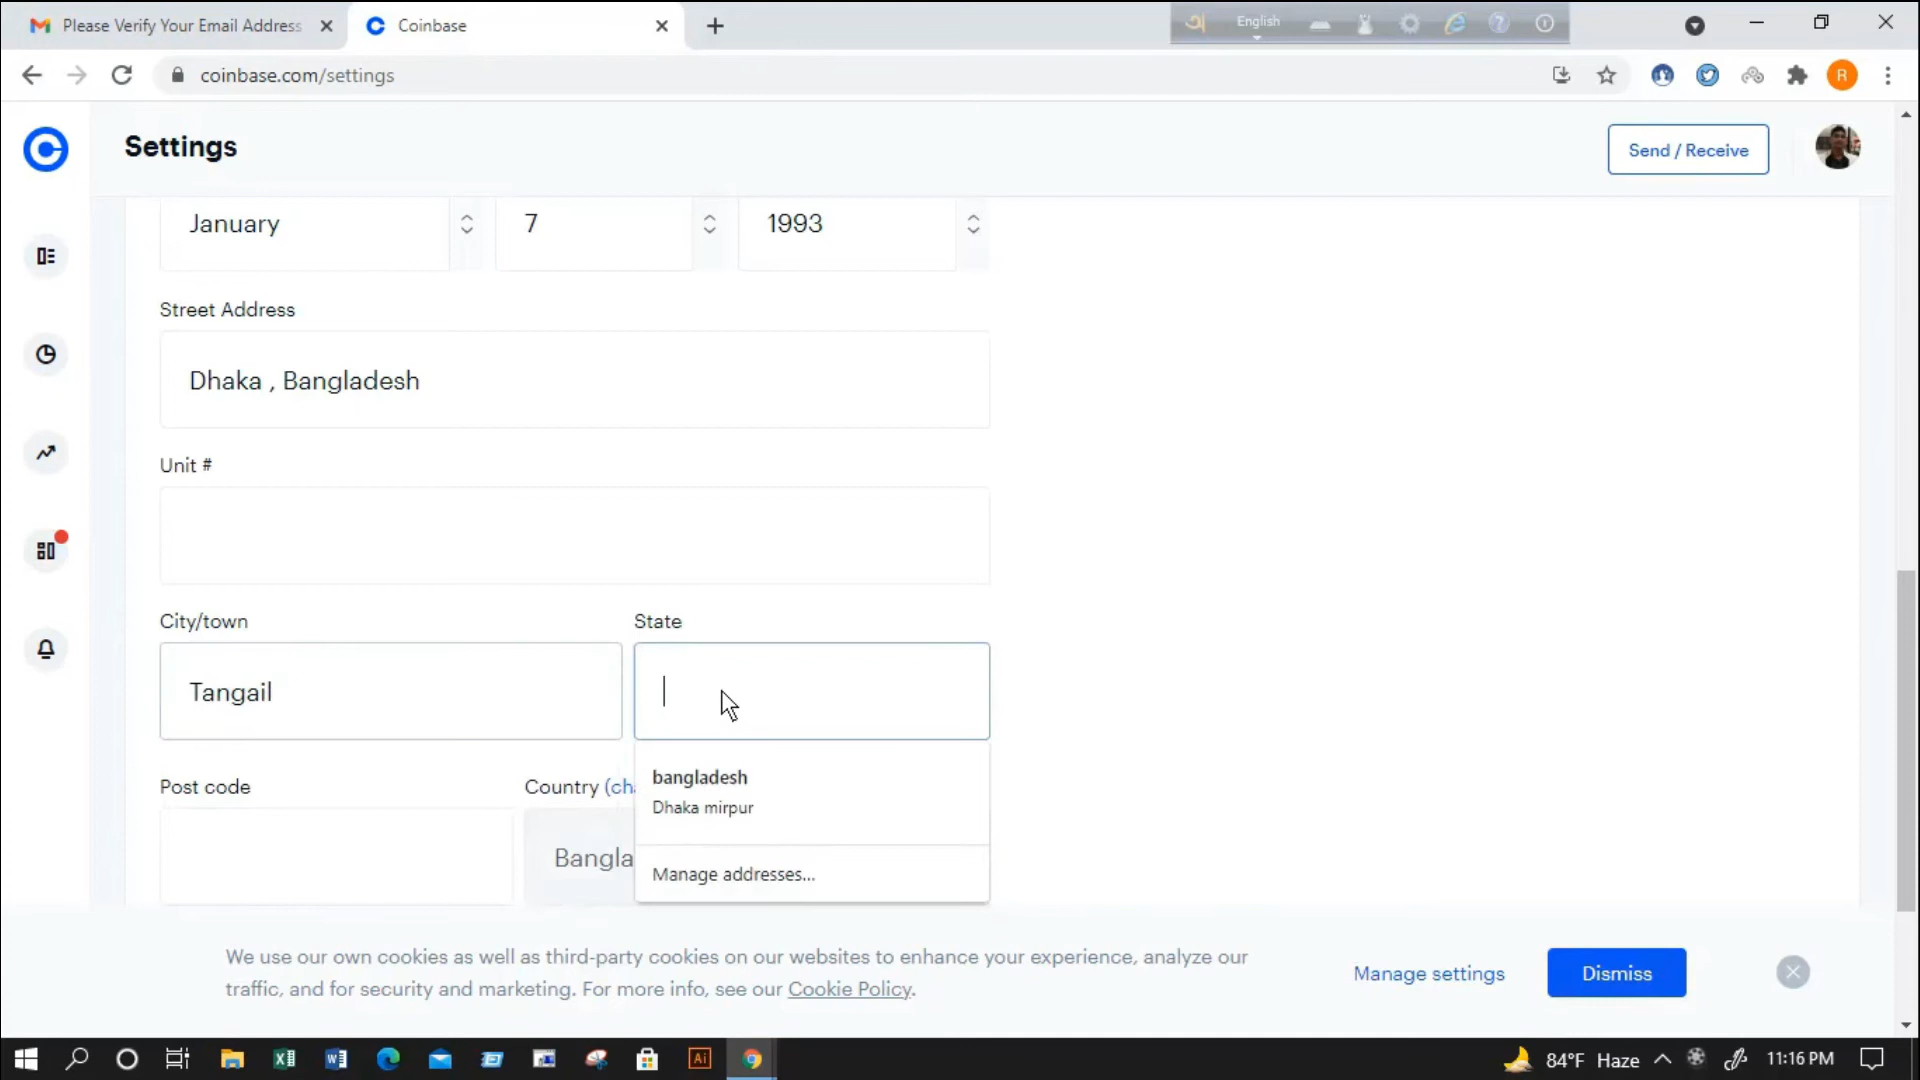 Please Verify Your Email Address
Coinbase
English
coinbase.com/settings
R
Settings
Send / Receive
January
7
1993
Street Address
Dhaka , Bangladesh
Unit #
City/town
State
Tangail
bangladesh
Dhaka mirpur
Post code
Country (cha
Bangla
Manage addresses...
We use our own cookies as well as third-party cookies on our websites to enhance your experience, analyze our
traffic, and for security and marketing. For more info, see our Cookie Policy.
Manage settings
Dismiss
Ai
84°F Haze
11:16 PM